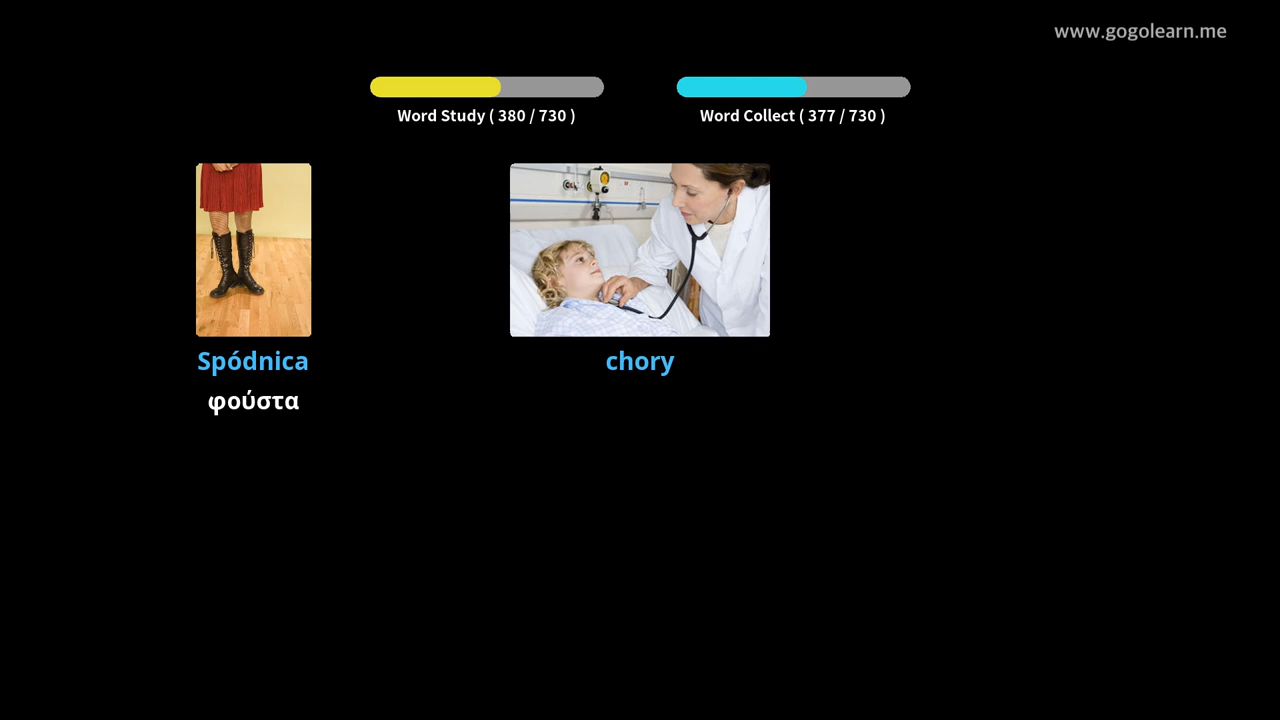 www.gogolearn.me
Word Study ( 380 / 730 )
Word Collect ( 377 / 730 )
Spódnica
φούστα
chory